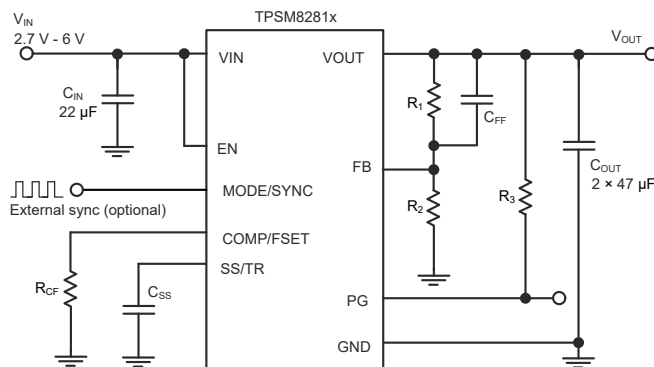 TPSM8281x
VIN
2.7 V - 6 V
VIN
VOUT
VOUT
CIN
22 µF
R1
CFF
EN
FB
COUT
2 × 47 µF
MODE/SYNC
External sync (optional)
R2
R3
COMP/FSET
SS/TR
RCF
CSS
PG
GND